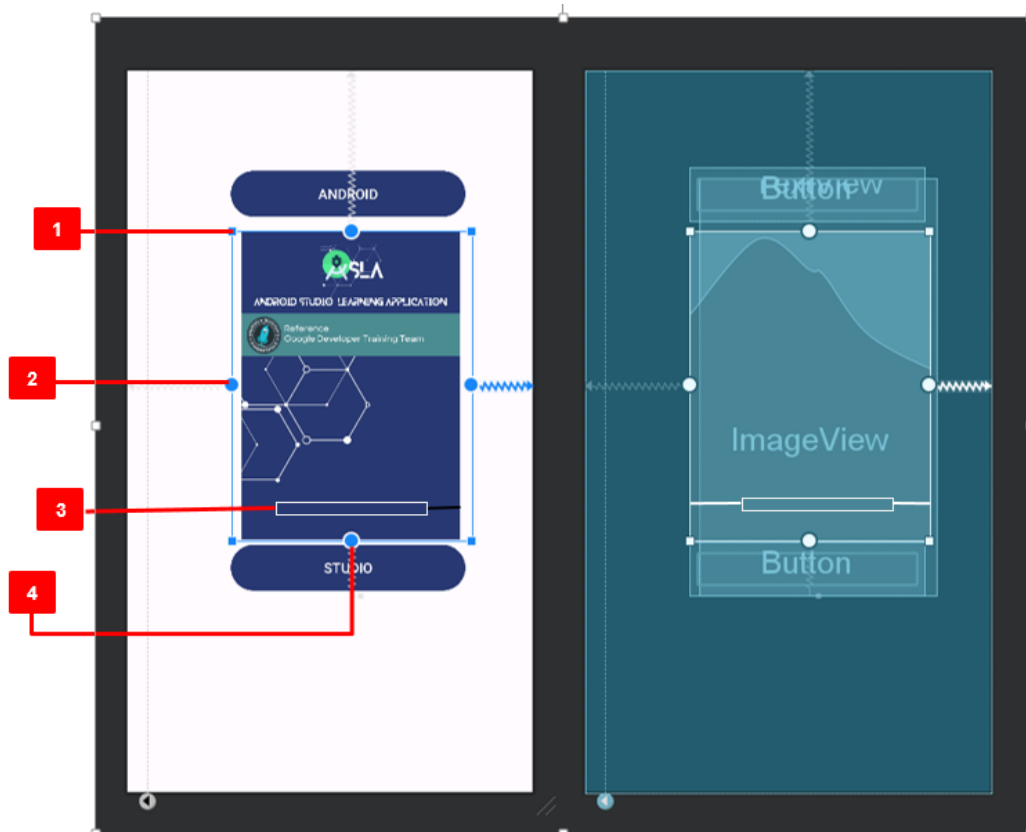 ANDROID
1
ASLA
ANDROID STUDIO LEARNING APPLICATION
Reference
Google Developer Training Team
2
3
STUDIO
4
Button
TextView
ImageView
Button